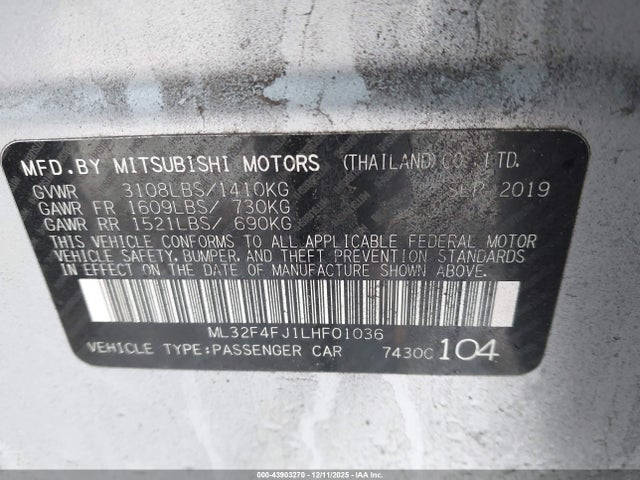 MFD.BY MITSUBISHI MOTORS (THAILAND) CO.,LTD.
GVWR 3108LBS/1410KG SEP 2019
GAWR FR 1609LBS/ 730KG
GAWR RR 1521LBS/ 690KG
THIS VEHICLE CONFORMS TO ALL APPLICABLE FEDERAL MOTOR
VEHICLE SAFETY, BUMPER, AND THEFT PREVENTION STANDARDS
IN EFFECT ON THE DATE OF MANUFACTURE SHOWN ABOVE.
ML32F4FJ1LHF01036
VEHICLE TYPE:PASSENGER CAR 7430C 104
000-43903270 - 12/11/2025 - IAA Inc.